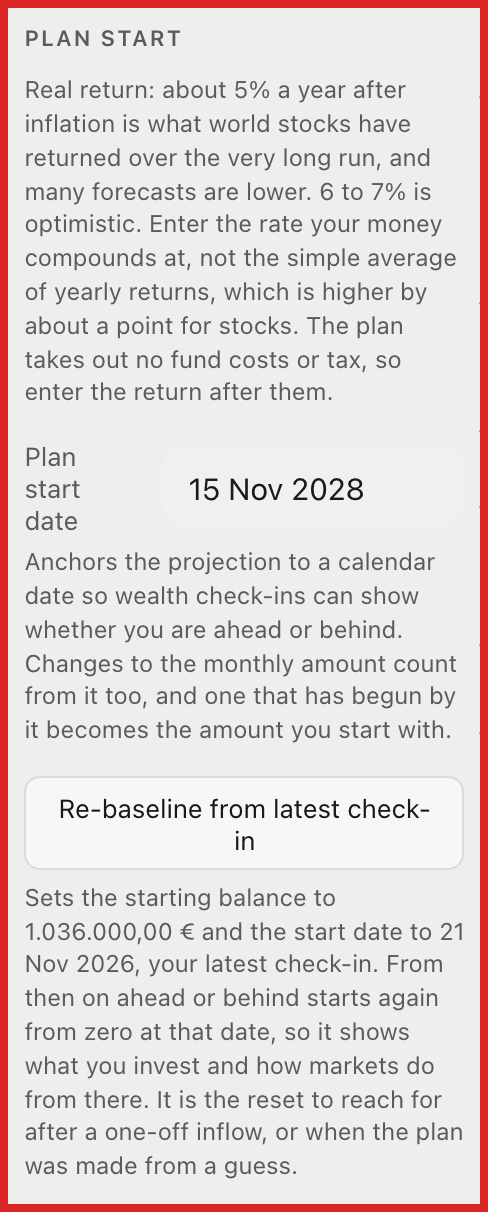 PLAN START
Real return: about 5% a year after
inflation is what world stocks have
returned over the very long run, and
many forecasts are lower. 6 to 7% is
optimistic. Enter the rate your money
compounds at, not the simple average
of yearly returns, which is higher by
about a point for stocks. The plan
takes out no fund costs or tax, so
enter the return after them.
Plan
start
date
15 Nov 2028
Anchors the projection to a calendar
date so wealth check-ins can show
whether you are ahead or behind.
Changes to the monthly amount count
from it too, and one that has begun by
it becomes the amount you start with.
Re-baseline from latest check-
in
Sets the starting balance to
1.036.000,00 € and the start date to 21
Nov 2026, your latest check-in. From
then on ahead or behind starts again
from zero at that date, so it shows
what you invest and how markets do
from there. It is the reset to reach for
after a one-off inflow, or when the plan
was made from a guess.